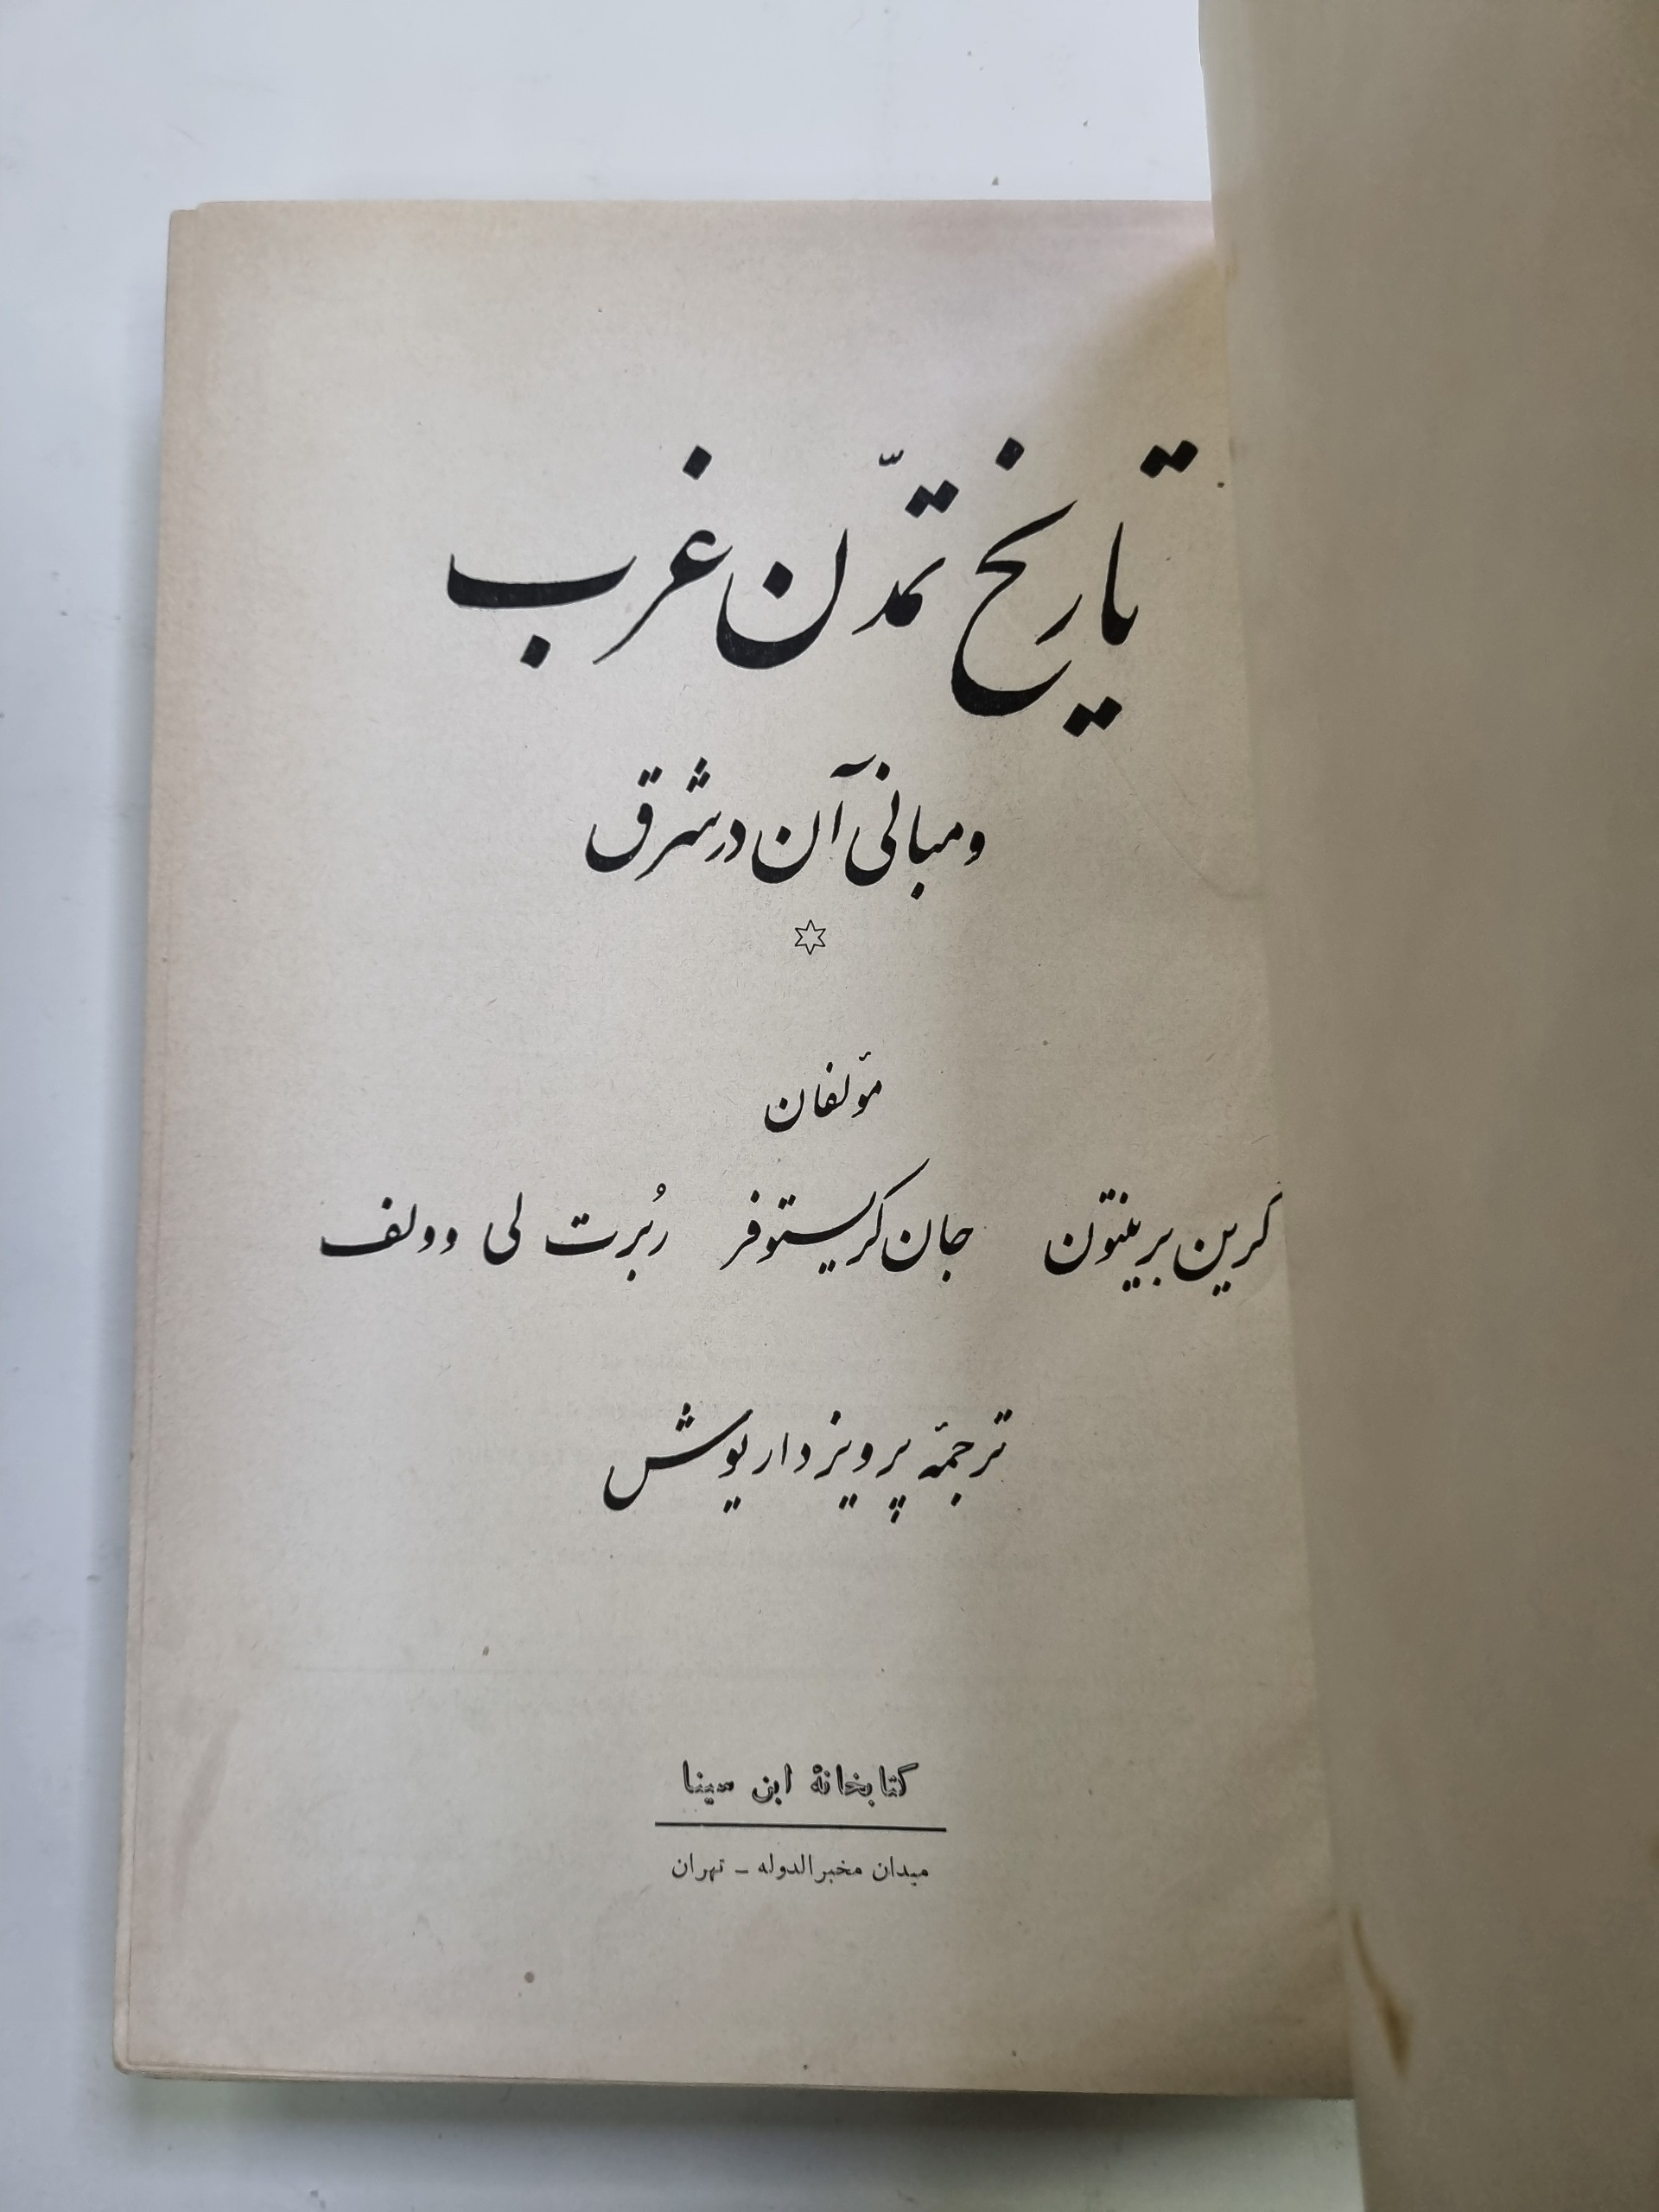 تاریخ تمدّن غرب
و مبانی آن در شرق
مؤلفان
کرین برینتون جان کریستوفر رُبرت لی وولف
ترجمهٔ پرویز داریوش
کتابخانهٔ ابن سینا
میدان مخبرالدوله - تهران